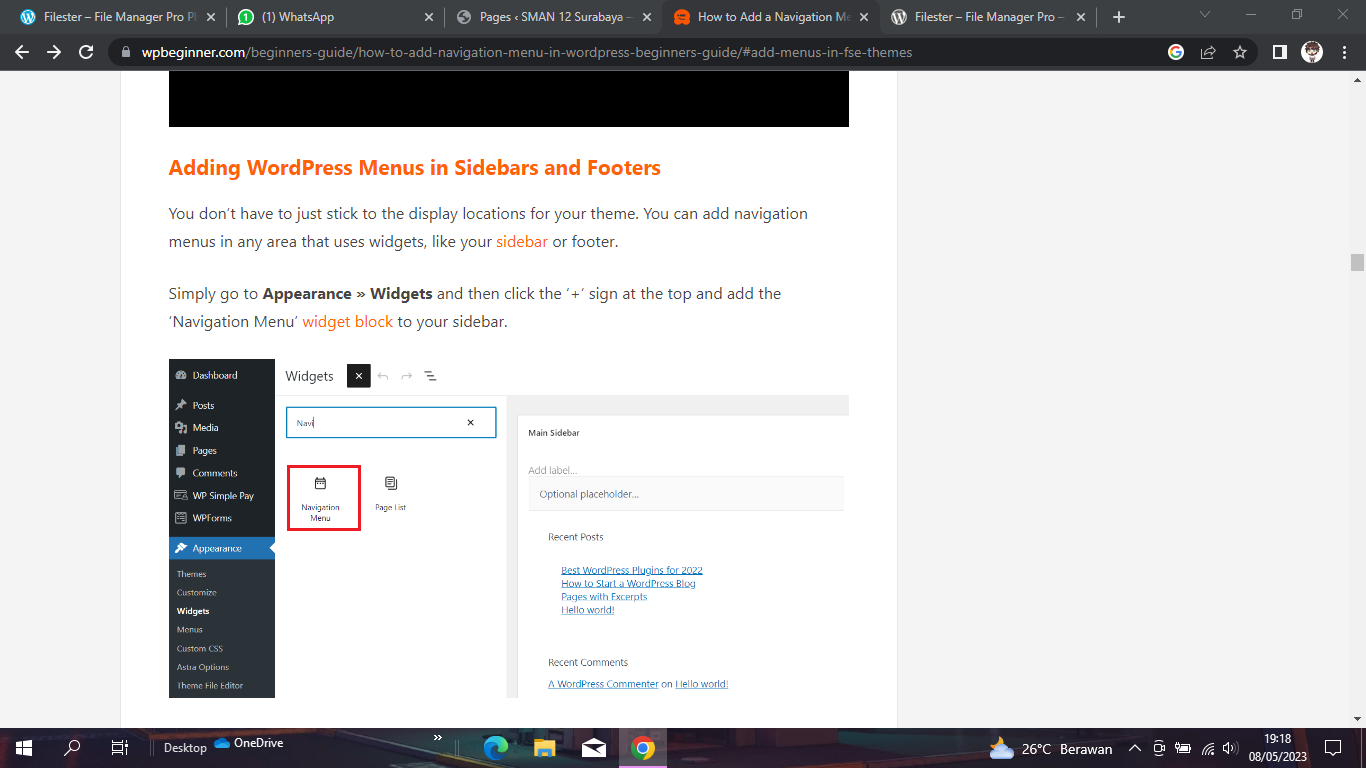 Filester – File Manager Pro Pl
(1) WhatsApp
Pages ‹ SMAN 12 Surabaya —
How to Add a Navigation Me
Filester – File Manager Pro —
wpbeginner.com/beginners-guide/how-to-add-navigation-menu-in-wordpress-beginners-guide/#add-menus-in-fse-themes
Adding WordPress Menus in Sidebars and Footers
You don’t have to just stick to the display locations for your theme. You can add navigation
menus in any area that uses widgets, like your sidebar or footer.
Simply go to Appearance » Widgets and then click the ‘+’ sign at the top and add the
‘Navigation Menu’ widget block to your sidebar.
Dashboard
Posts
Media
Pages
Comments
WP Simple Pay
WPForms
Appearance
Themes
Customize
Widgets
Menus
Custom CSS
Astra Options
Theme File Editor
Widgets
Navi
Navigation
Menu
Page List
Main Sidebar
Add label...
Optional placeholder...
Recent Posts
Best WordPress Plugins for 2022
How to Start a WordPress Blog
Pages with Excerpts
Hello world!
Recent Comments
A WordPress Commenter on Hello world!
Desktop
OneDrive
26°C Berawan
19:18
08/05/2023